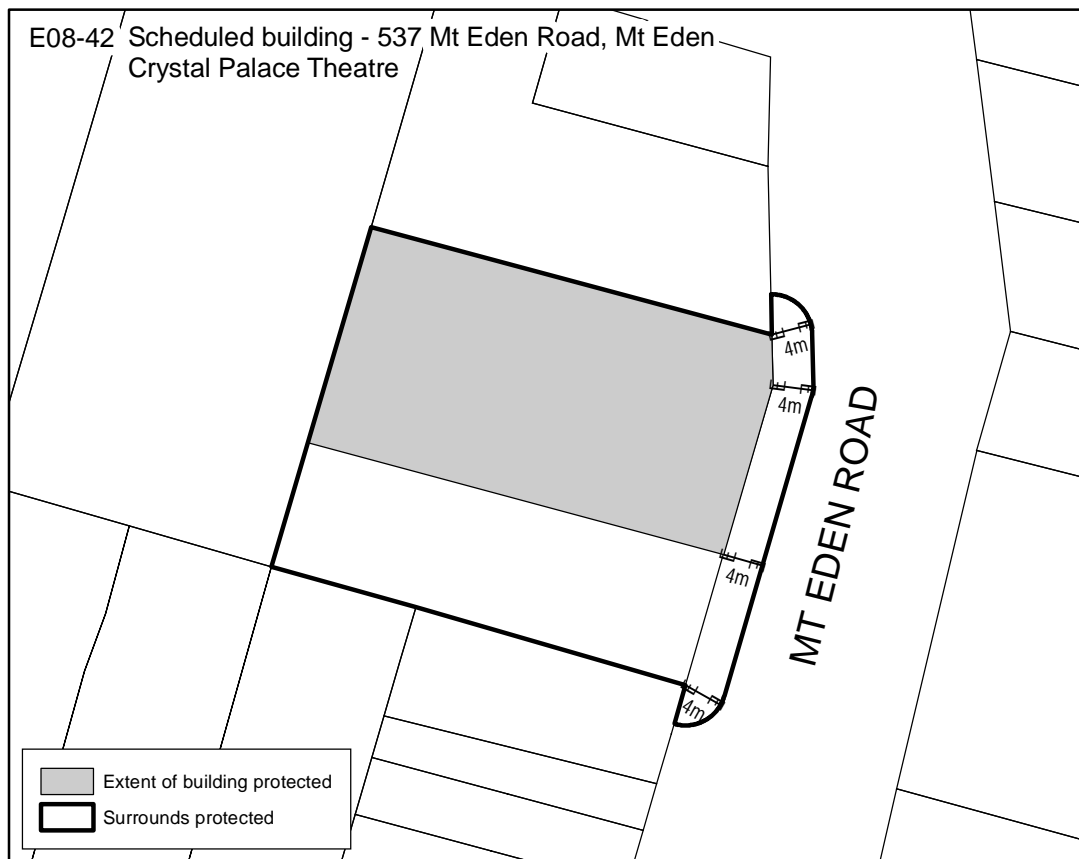 E08-42 Scheduled building - 537 Mt Eden Road, Mt Eden
Crystal Palace Theatre
4m
4m
MT EDEN ROAD
4m
4m
Extent of building protected
Surrounds protected